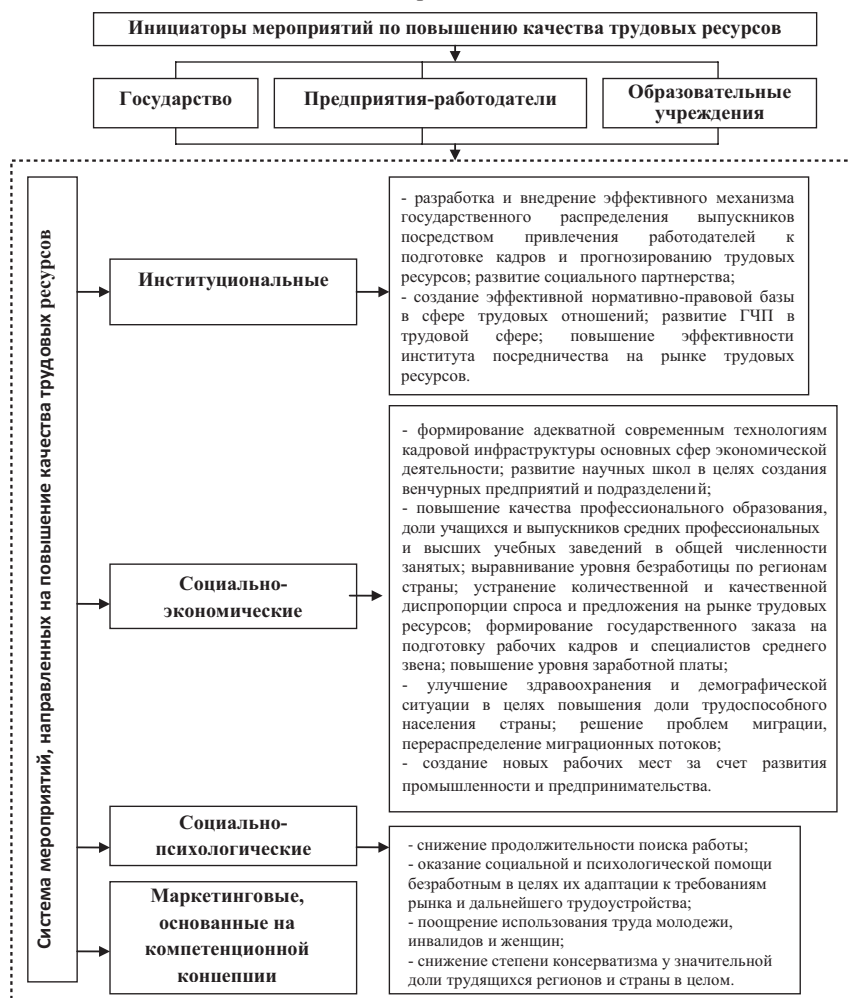 Инициаторы мероприятий по повышению качества трудовых ресурсов
Государство
Предприятия-работодатели
Образовательные
учреждения
Система мероприятий, направленных на повышение качества трудовых ресурсов
Институциональные
- разработка и внедрение эффективного механизма
государственного распределения выпускников
посредством привлечения работодателей к
подготовке кадров и прогнозированию трудовых
ресурсов; развитие социального партнерства;
- создание эффективной нормативно-правовой базы
в сфере трудовых отношений; развитие ГЧП в
трудовой сфере; повышение эффективности
института посредничества на рынке трудовых
ресурсов.
Социально-
экономические
- формирование адекватной современным технологиям
кадровой инфраструктуры основных сфер экономической
деятельности; развитие научных школ в целях создания
венчурных предприятий и подразделений;
- повышение качества профессионального образования,
доли учащихся и выпускников средних профессиональных
и высших учебных заведений в общей численности
занятых; выравнивание уровня безработицы по регионам
страны; устранение количественной и качественной
диспропорции спроса и предложения на рынке трудовых
ресурсов; формирование государственного заказа на
подготовку рабочих кадров и специалистов среднего
звена; повышение уровня заработной платы;
- улучшение здравоохранения и демографической
ситуации в целях повышения доли трудоспособного
населения страны; решение проблем миграции,
перераспределение миграционных потоков;
- создание новых рабочих мест за счет развития
промышленности и предпринимательства.
Социально-
психологические
- снижение продолжительности поиска работы;
- оказание социальной и психологической помощи
безработным в целях их адаптации к требованиям
рынка и дальнейшего трудоустройства;
- поощрение использования труда молодежи,
инвалидов и женщин;
- снижение степени консерватизма у значительной
доли трудящихся регионов и страны в целом.
Маркетинговые,
основанные на
компетенционной
концепции